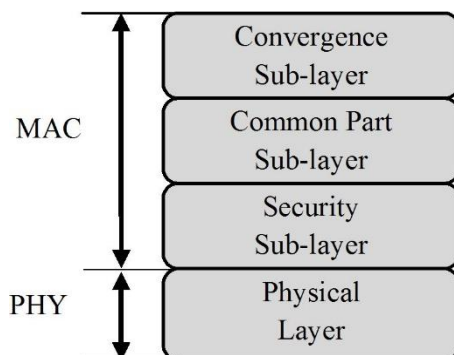 Convergence
Sub-layer
MAC
Common Part
Sub-layer
Security
Sub-layer
PHY
Physical
Layer